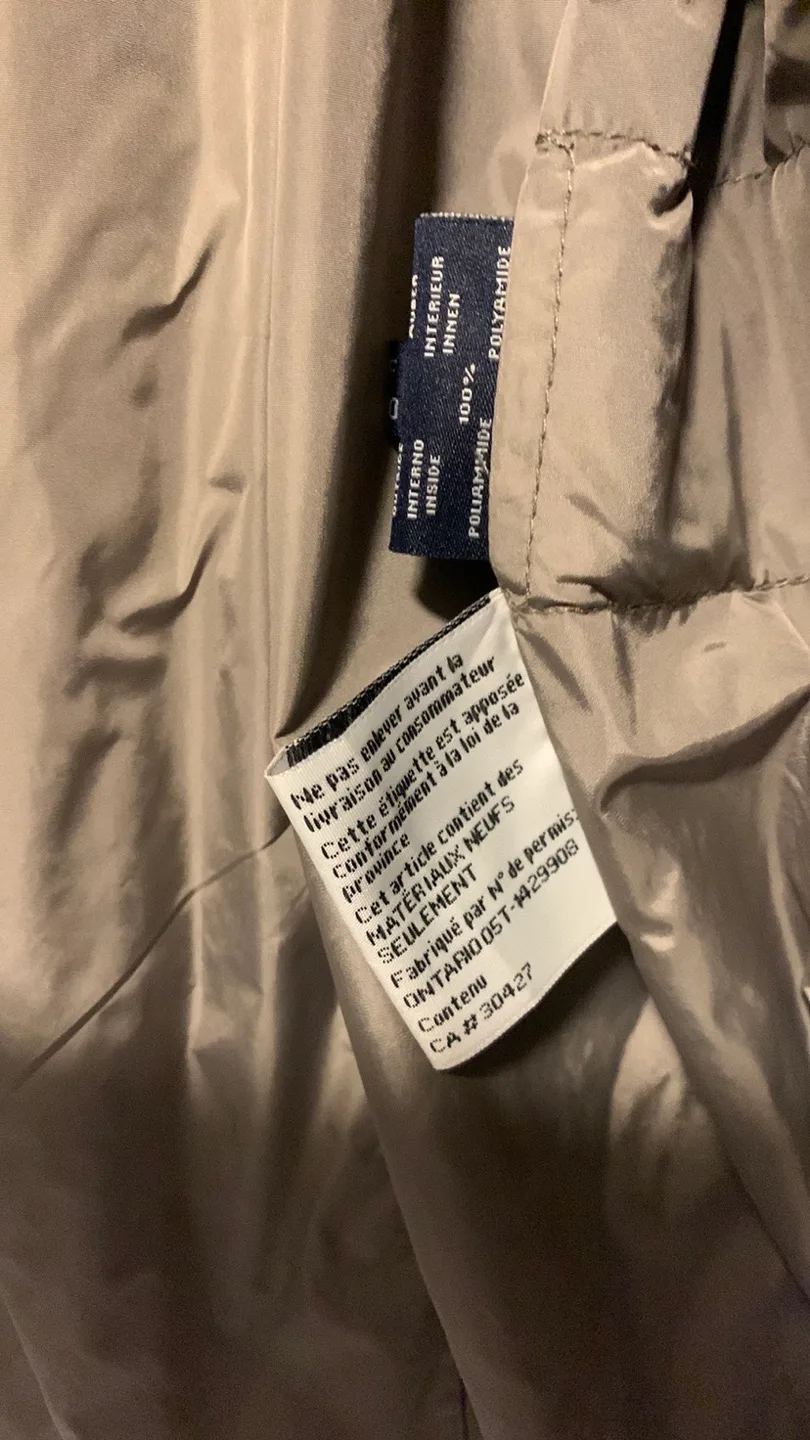 INTERIEUR
INNEN
100%
POLYAMIDE
INTERNO
INSIDE
POLIAMMIDE
Ne pas enlever avant la
livraison au consommateur
Cette étiquette est apposée
conformément à la loi de la
province
Cet article contient des
MATÉRIAUX NEUFS
SEULEMENT
Fabriqué par N° de permis:
ONTARIO 05T-1429908
Contenu
CA # 30427